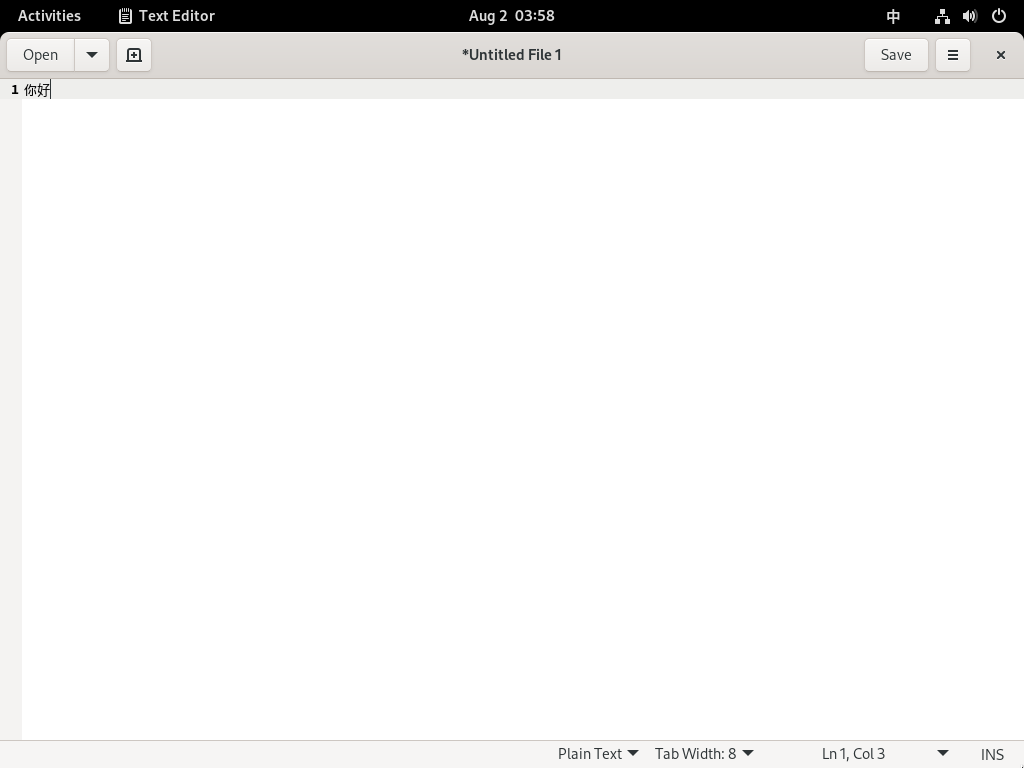 Activities Text Editor Aug 2 03:58 中
Open *Untitled File 1 Save
1 你好
Plain Text Tab Width: 8 Ln 1, Col 3 INS